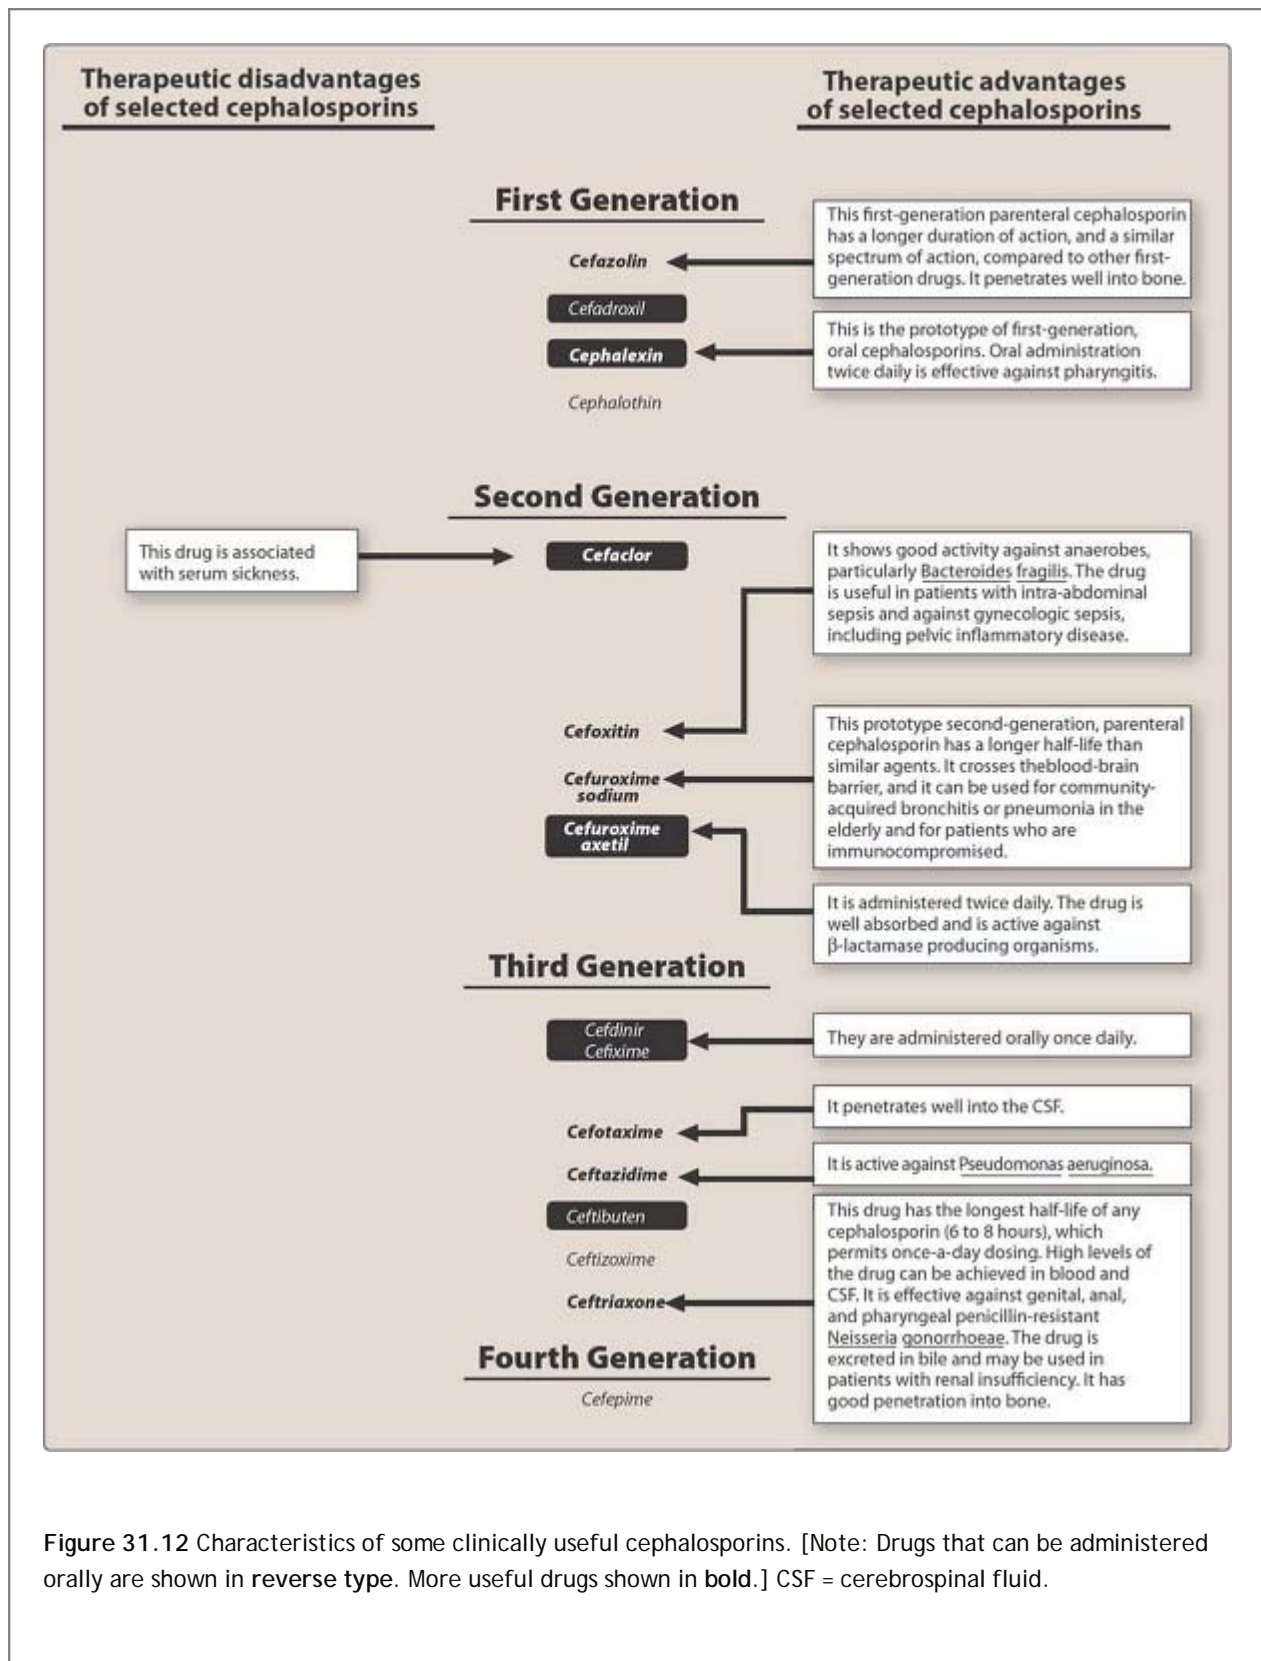 Therapeutic disadvantages
of selected cephalosporins
Therapeutic advantages
of selected cephalosporins
First Generation
Cefazolin
This first-generation parenteral cephalosporin
has a longer duration of action, and a similar
spectrum of action, compared to other first-
generation drugs. It penetrates well into bone.
Cefadroxil
Cephalexin
This is the prototype of first-generation,
oral cephalosporins. Oral administration
twice daily is effective against pharyngitis.
Cephalothin
Second Generation
This drug is associated
with serum sickness.
Cefaclor
It shows good activity against anaerobes,
particularly Bacteroides fragilis. The drug
is useful in patients with intra-abdominal
sepsis and against gynecologic sepsis,
including pelvic inflammatory disease.
Cefoxitin
Cefuroxime
sodium
This prototype second-generation, parenteral
cephalosporin has a longer half-life than
similar agents. It crosses theblood-brain
barrier, and it can be used for community-
acquired bronchitis or pneumonia in the
elderly and for patients who are
immunocompromised.
Cefuroxime
axetil
It is administered twice daily. The drug is
well absorbed and is active against
β-lactamase producing organisms.
Third Generation
Cefdinir
Cefixime
They are administered orally once daily.
Cefotaxime
It penetrates well into the CSF.
Ceftazidime
It is active against Pseudomonas aeruginosa.
Ceftibuten
Ceftizoxime
Ceftriaxone
This drug has the longest half-life of any
cephalosporin (6 to 8 hours), which
permits once-a-day dosing. High levels of
the drug can be achieved in blood and
CSF. It is effective against genital, anal,
and pharyngeal penicillin-resistant
Neisseria gonorrhoeae. The drug is
excreted in bile and may be used in
patients with renal insufficiency. It has
good penetration into bone.
Fourth Generation
Cefepime
Figure 31.12 Characteristics of some clinically useful cephalosporins. [Note: Drugs that can be administered
orally are shown in reverse type. More useful drugs shown in bold.] CSF = cerebrospinal fluid.